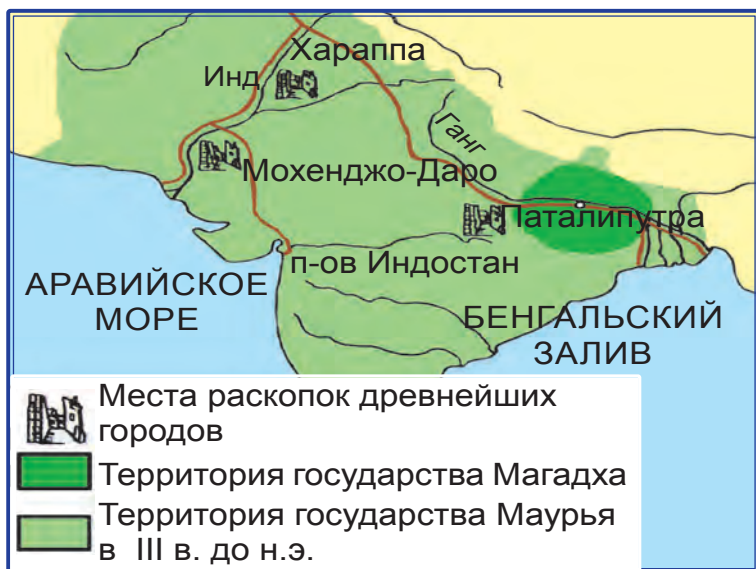 Хараппа
Инд
Ганг
Мохенджо-Даро
Паталипутра
п-ов Индостан
АРАВИЙСКОЕ
МОРЕ
БЕНГАЛЬСКИЙ
ЗАЛИВ
Места раскопок древнейших
городов
Территория государства Магадха
Территория государства Маурья
в III в. до н.э.